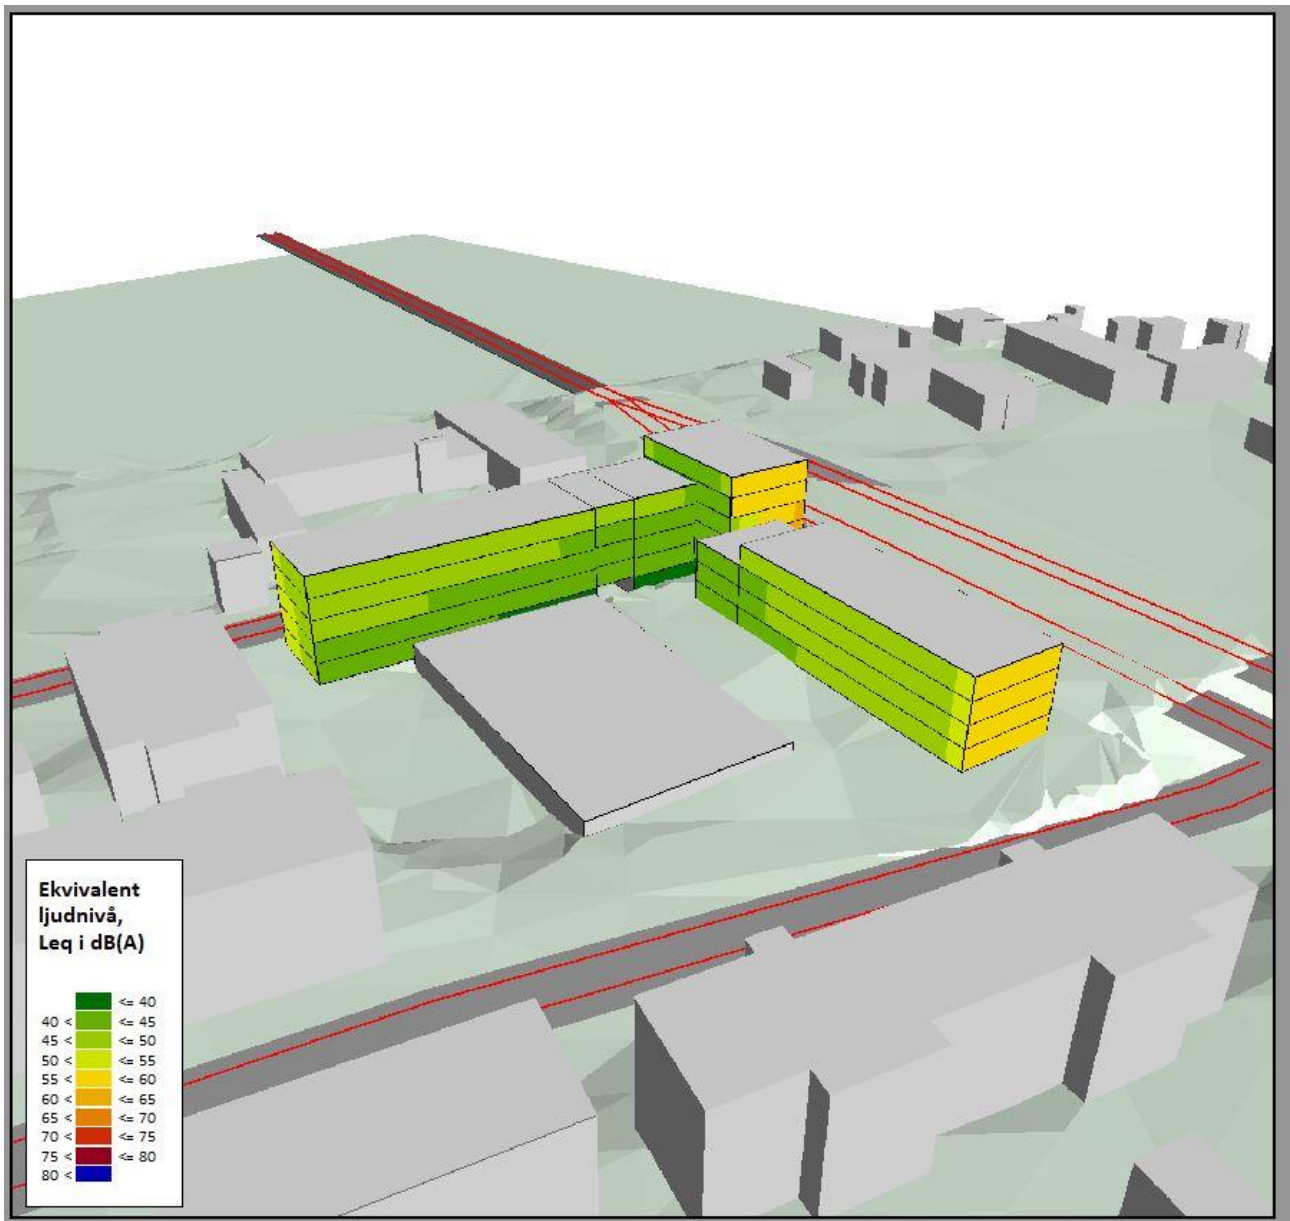 Ekvivalent
ljudnivå,
Leq i dB(A)
<= 40
40 < <= 45
45 < <= 50
50 < <= 55
55 < <= 60
60 < <= 65
65 < <= 70
70 < <= 75
75 < <= 80
80 <